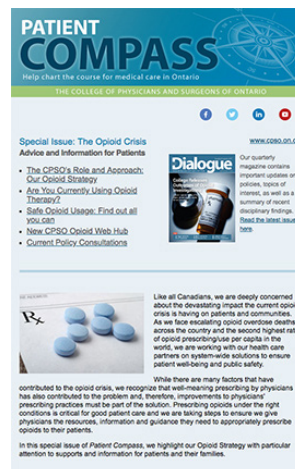 PATIENT
COMPASS
Help chart the course for medical care in Ontario
THE COLLEGE OF PHYSICIANS AND SURGEONS OF ONTARIO
Special Issue: The Opioid Crisis
Advice and Information for Patients
• The CPSO's Role and Approach:
Our Opioid Strategy
• Are You Currently Using Opioid
Therapy?
• Safe Opioid Usage: Find out all
you can
• New CPSO Opioid Web Hub
• Current Policy Consultations
Dialogue
www.cpso.on.c
Our quarterly
magazine contains
important updates on
policies, topics of
interest, as well as a
summary of recent
disciplinary findings.
Read the latest issue
here.
Rx
Like all Canadians, we are deeply concerned
about the devastating impact the current opioi
crisis is having on patients and communities.
As we face escalating opioid overdose deaths
across the country and the second highest rat
of opioid prescribing/use per capita in the
world, we are working with our health care
partners on system-wide solutions to ensure
patient well-being and public safety.
While there are many factors that have
contributed to the opioid crisis, we recognize that well-meaning prescribing by physicians
has also contributed to the problem and, therefore, improvements to physicians'
prescribing practices must be part of the solution. Prescribing opioids under the right
conditions is critical for good patient care and we are taking steps to ensure we give
physicians the resources, information and guidance they need to appropriately prescribe
opioids to their patients.
In this special issue of Patient Compass, we highlight our Opioid Strategy with particular
attention to supports and information for patients and their families.